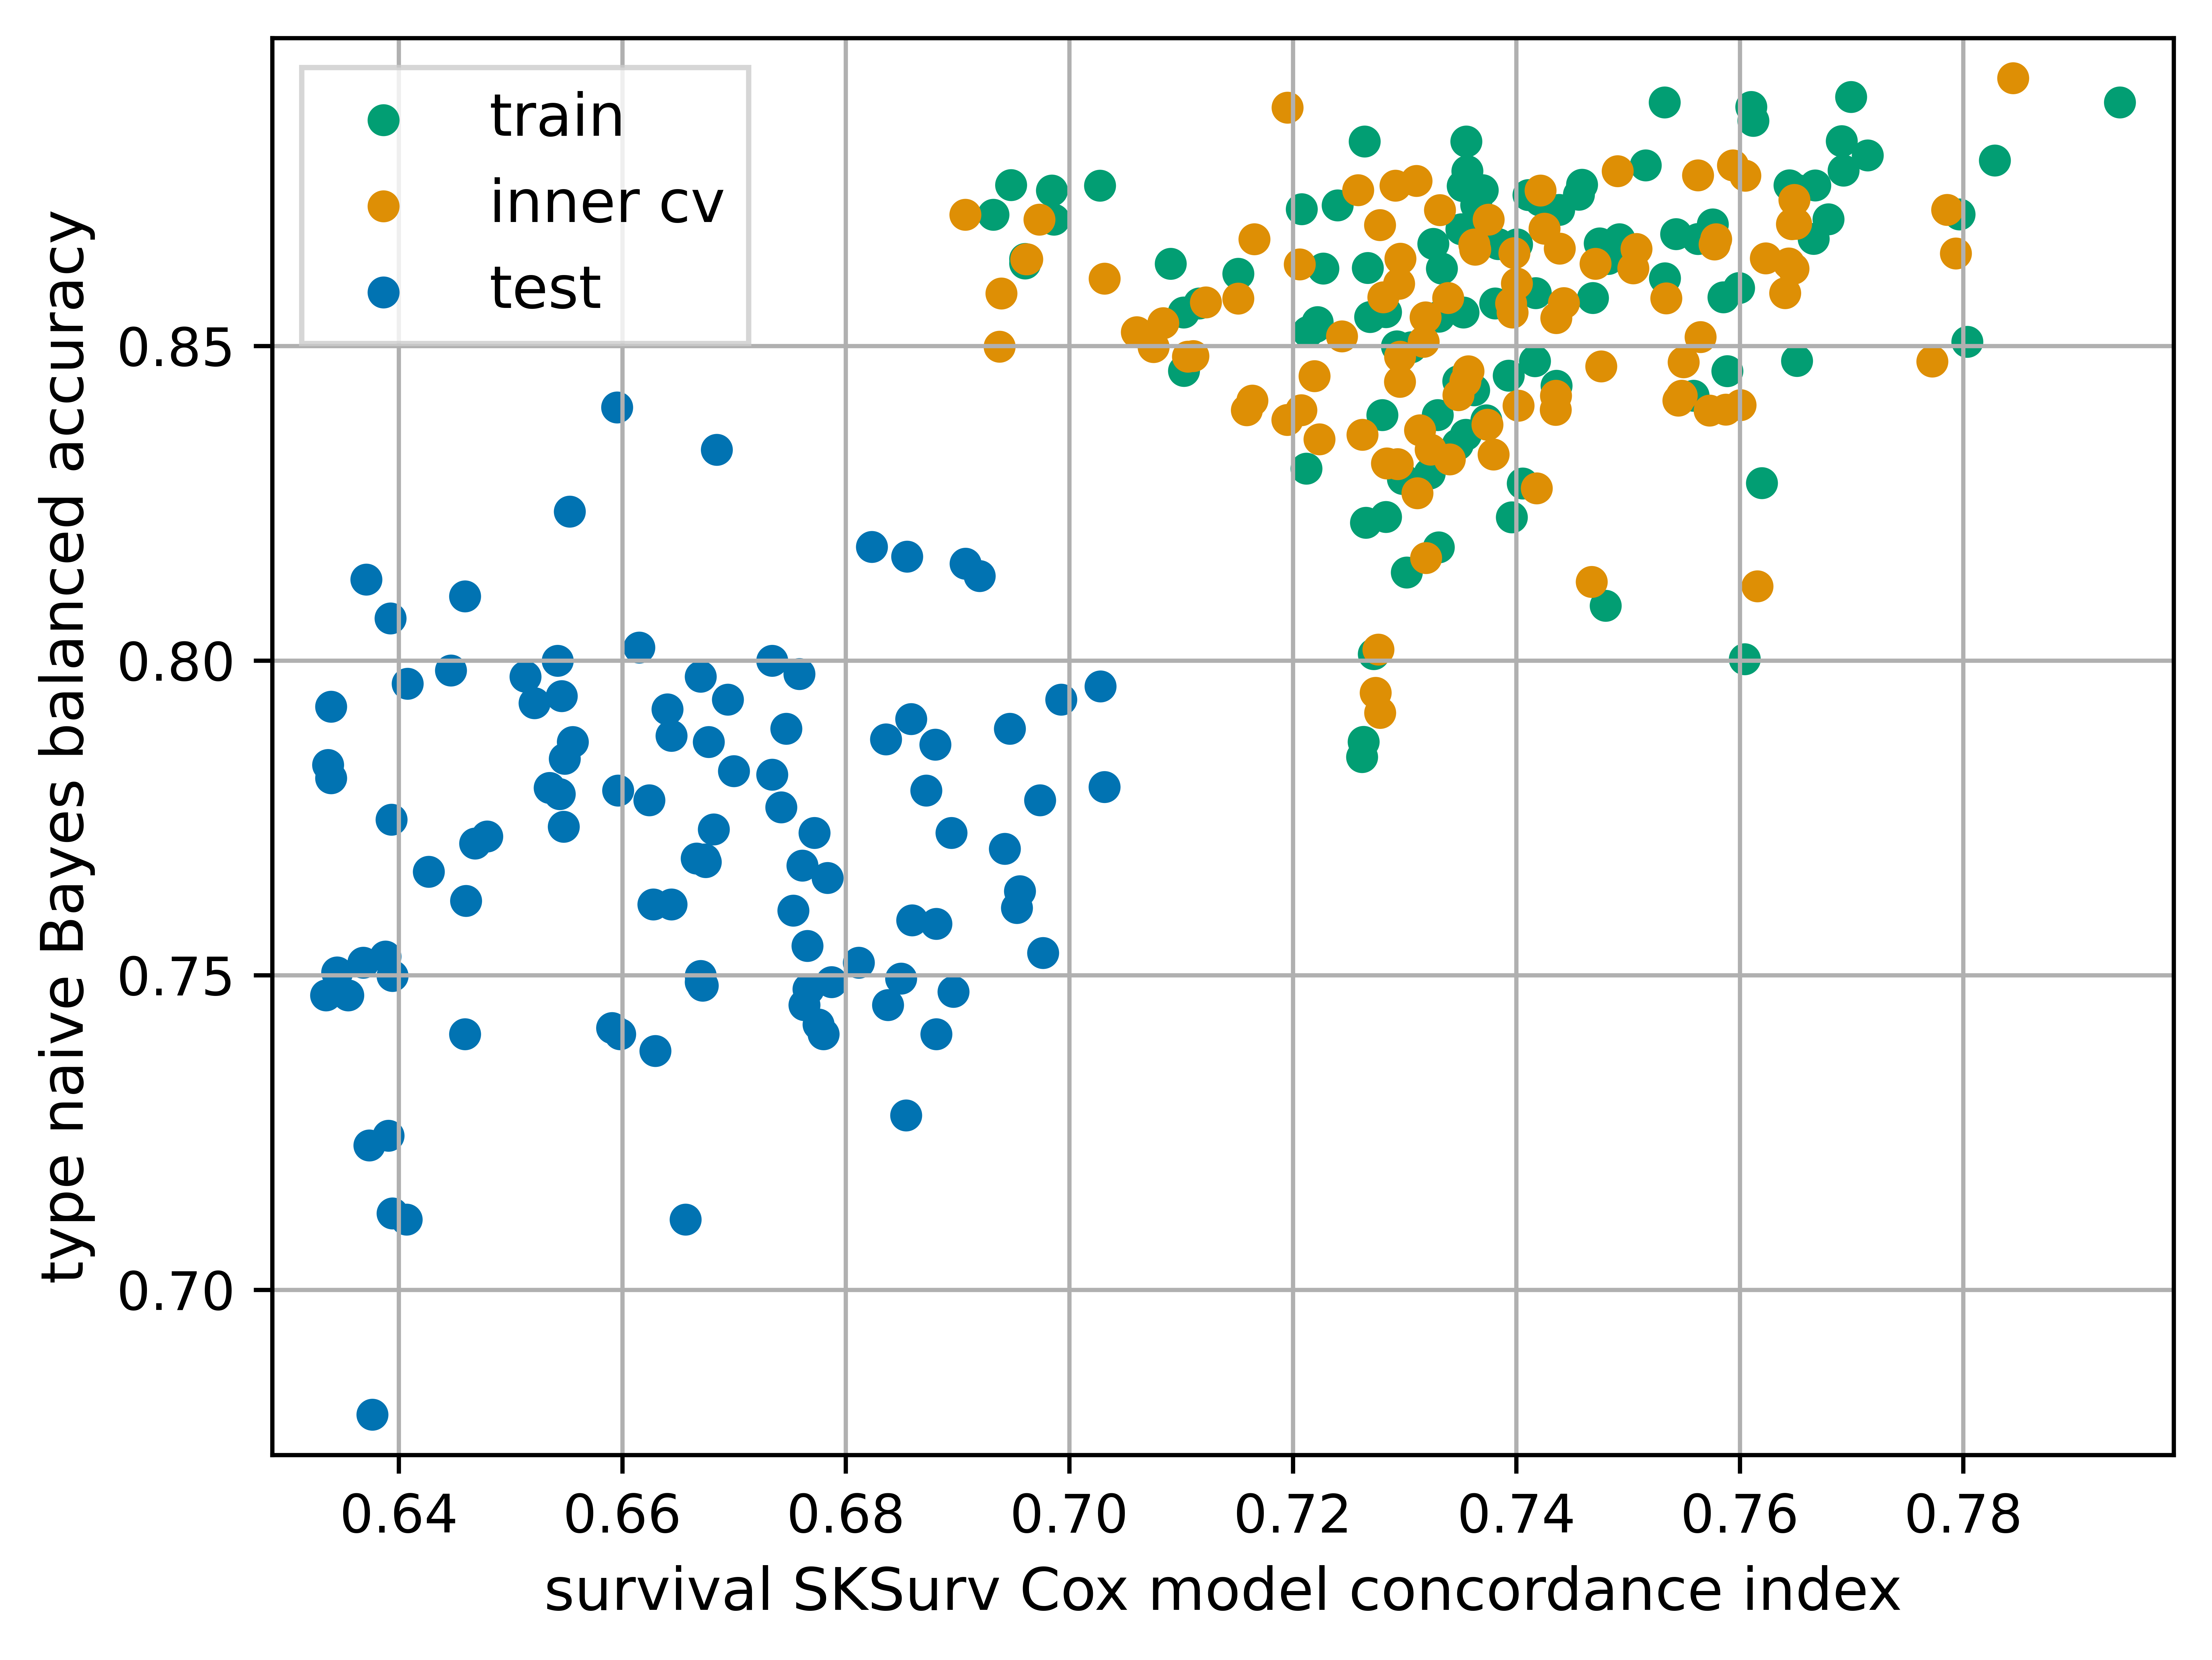 train
inner cv
test
type naive Bayes balanced accuracy
0.85
0.80
0.75
0.70
0.64 0.66 0.68 0.70 0.72 0.74 0.76 0.78
survival SKSurv Cox model concordance index